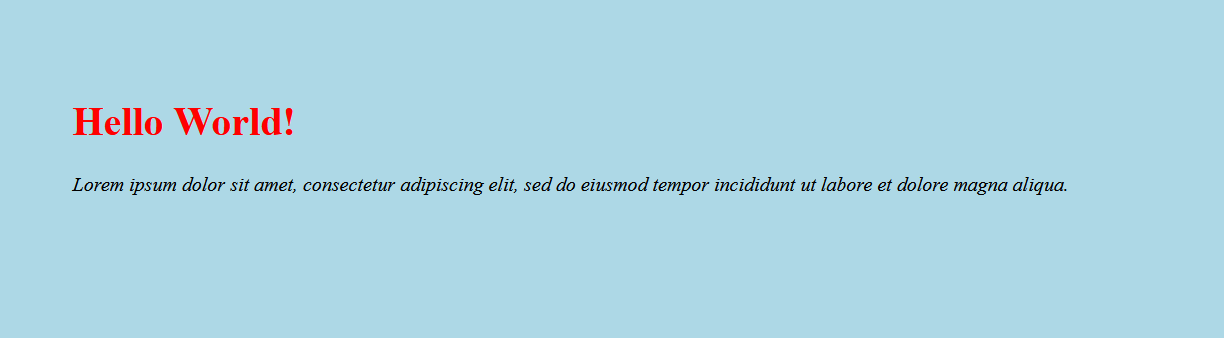 Hello World!
Lorem ipsum dolor sit amet, consectetur adipiscing elit, sed do eiusmod tempor incididunt ut labore et dolore magna aliqua.